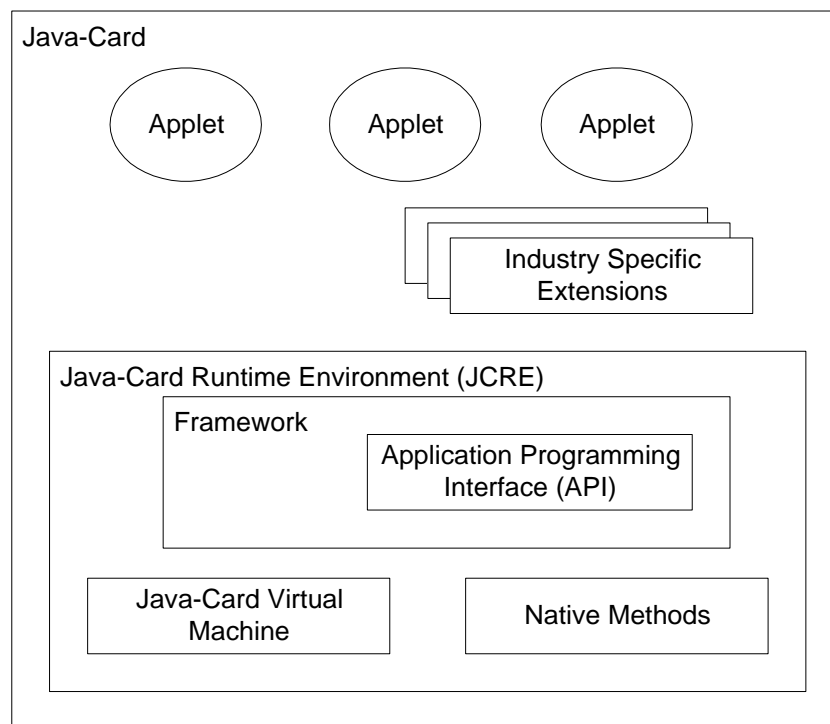 Java-Card
Applet Applet Applet
Industry Specific
Extensions
Java-Card Runtime Environment (JCRE)
Framework
Application Programming
Interface (API)
Java-Card Virtual
Machine
Native Methods